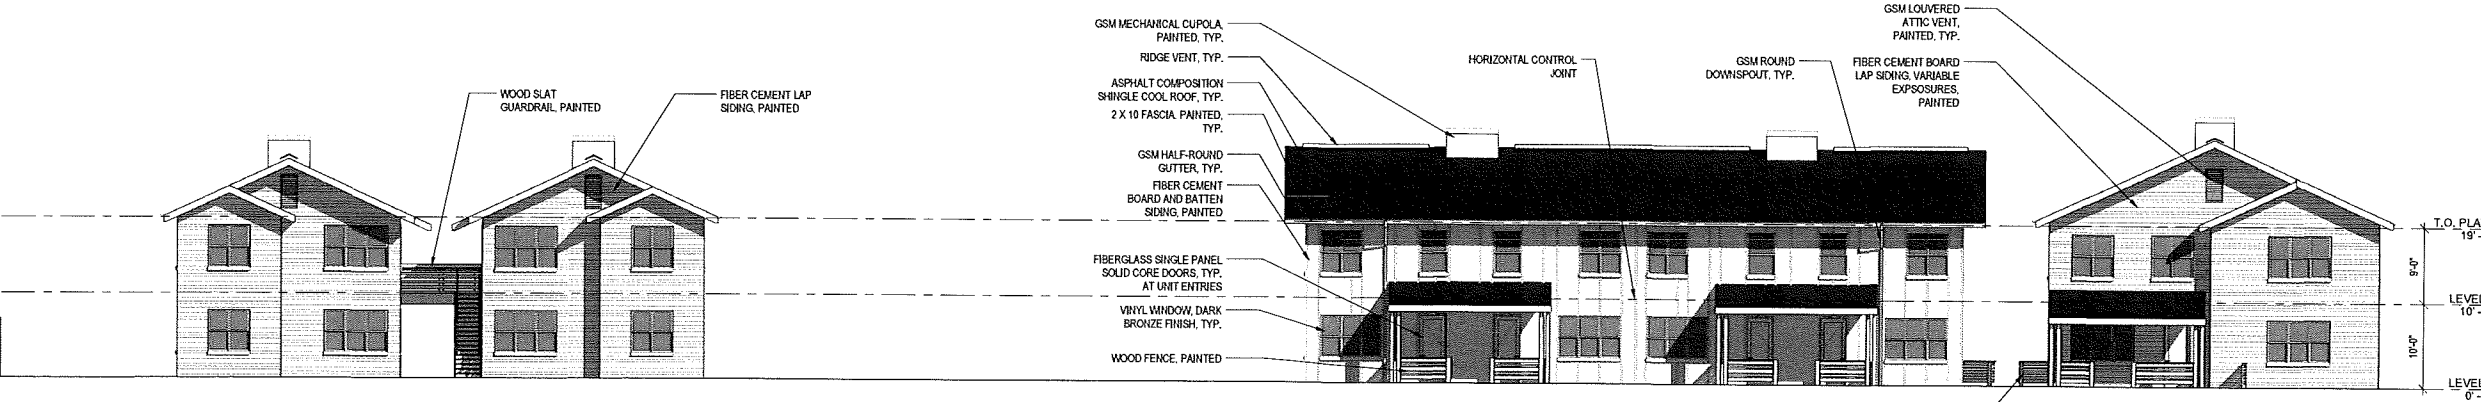 WOOD SLAT
GUARDRAIL, PAINTED
FIBER CEMENT LAP
SIDING, PAINTED
GSM MECHANICAL CUPOLA,
PAINTED, TYP.
RIDGE VENT, TYP.
ASPHALT COMPOSITION
SHINGLE COOL ROOF, TYP.
2 X 10 FASCIA. PAINTED,
TYP.
GSM HALF-ROUND
GUTTER, TYP.
FIBER CEMENT
BOARD AND BATTEN
SIDING, PAINTED
FIBERGLASS SINGLE PANEL
SOLID CORE DOORS, TYP.
AT UNIT ENTRIES
VINYL WINDOW, DARK
BRONZE FINISH, TYP.
WOOD FENCE, PAINTED
HORIZONTAL CONTROL
JOINT
GSM ROUND
DOWNSPOUT, TYP.
GSM LOUVERED
ATTIC VENT,
PAINTED, TYP.
FIBER CEMENT BOARD
LAP SIDING, VARIABLE
EXPSOSURES,
PAINTED
T.O. PLA
19'-
9'-0"
LEVEL
10'-
10'-0"
LEVEL
0'-